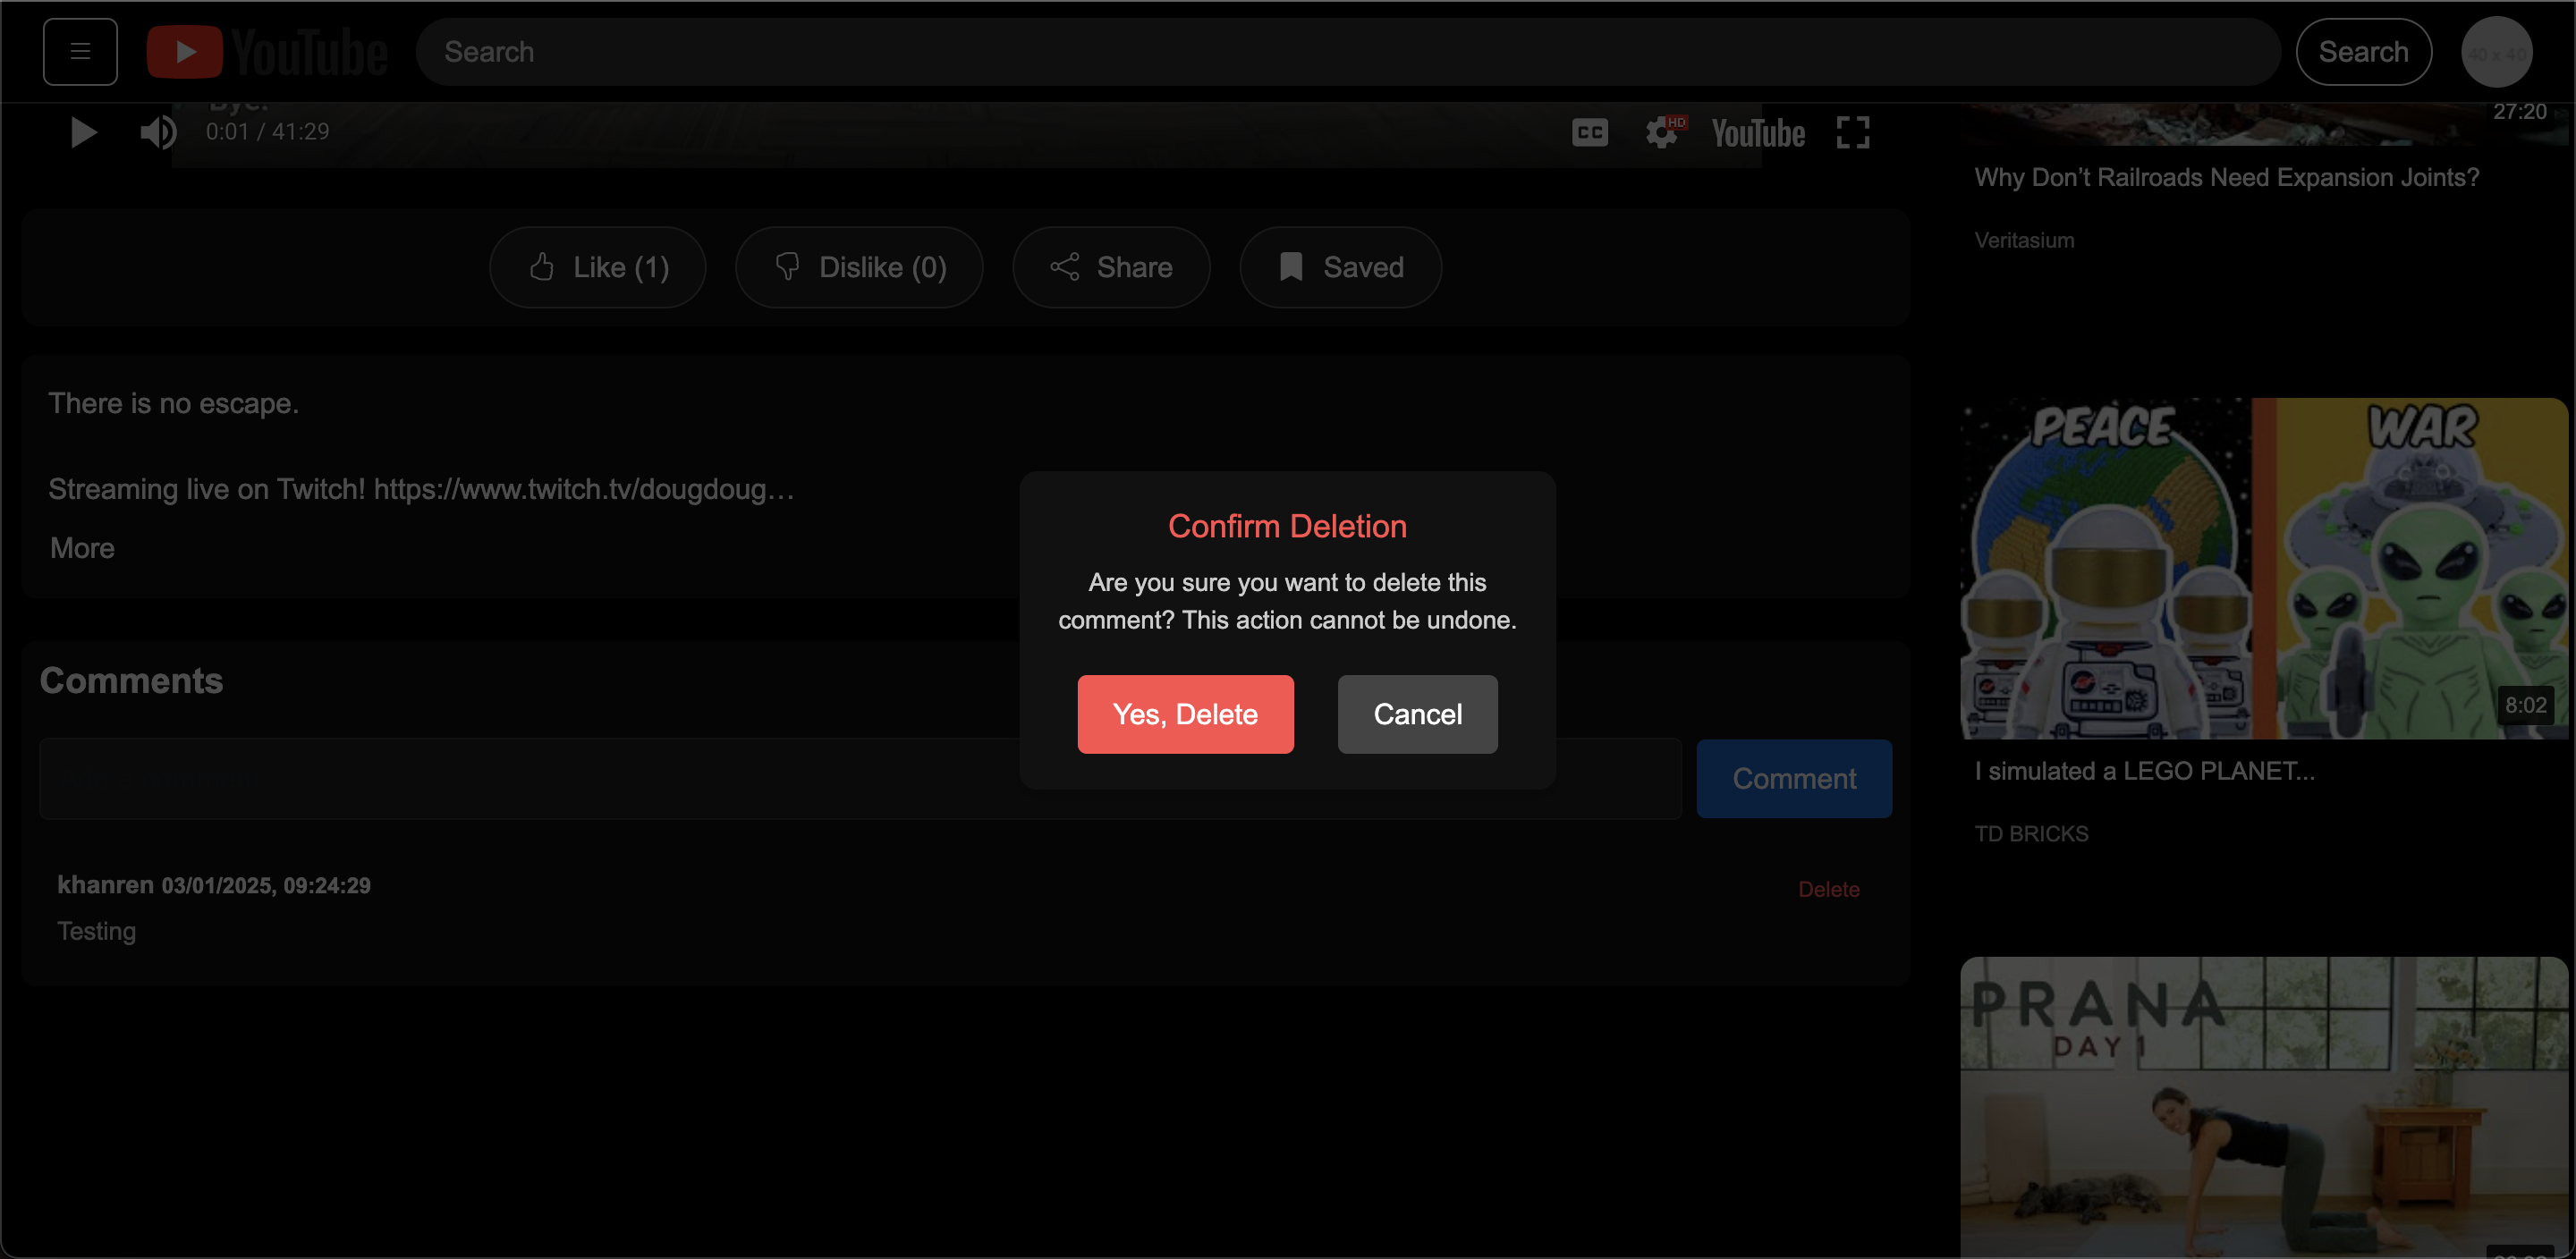 YouTube
Search
Search
40 x 40
Bye.
0:01 / 41:29
CC
HD
YouTube
27:20
Why Don’t Railroads Need Expansion Joints?
Veritasium
Like (1)
Dislike (0)
Share
Saved
There is no escape.
Streaming live on Twitch! https://www.twitch.tv/dougdoug…
More
Confirm Deletion
Are you sure you want to delete this
comment? This action cannot be undone.
Yes, Delete
Cancel
Comments
Comment
khanren 03/01/2025, 09:24:29
Delete
Testing
PEACE
WAR
8:02
I simulated a LEGO PLANET...
TD BRICKS
PRANA
DAY 1